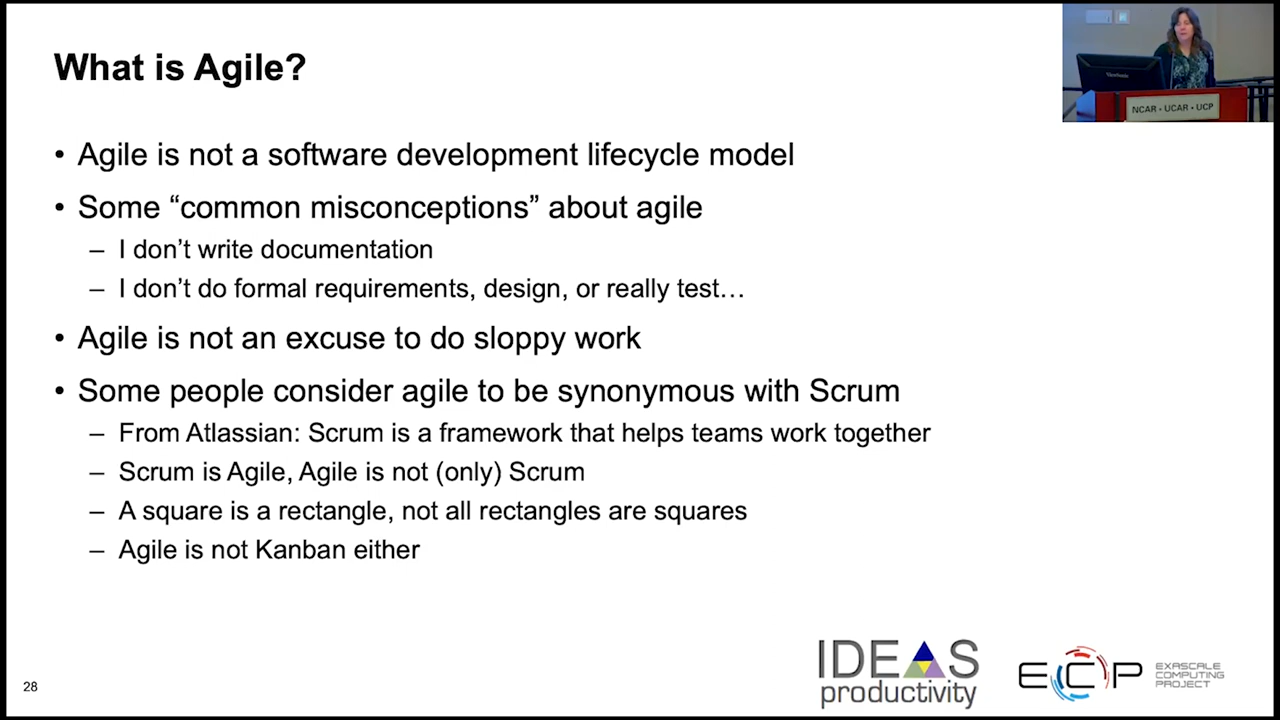 What is Agile?
• Agile is not a software development lifecycle model
• Some “common misconceptions” about agile
– I don’t write documentation
– I don’t do formal requirements, design, or really test…
• Agile is not an excuse to do sloppy work
• Some people consider agile to be synonymous with Scrum
– From Atlassian: Scrum is a framework that helps teams work together
– Scrum is Agile, Agile is not (only) Scrum
– A square is a rectangle, not all rectangles are squares
– Agile is not Kanban either
NCAR • UCAR • UCP
28
IDEAS
productivity
ECP
EXASCALE
COMPUTING
PROJECT